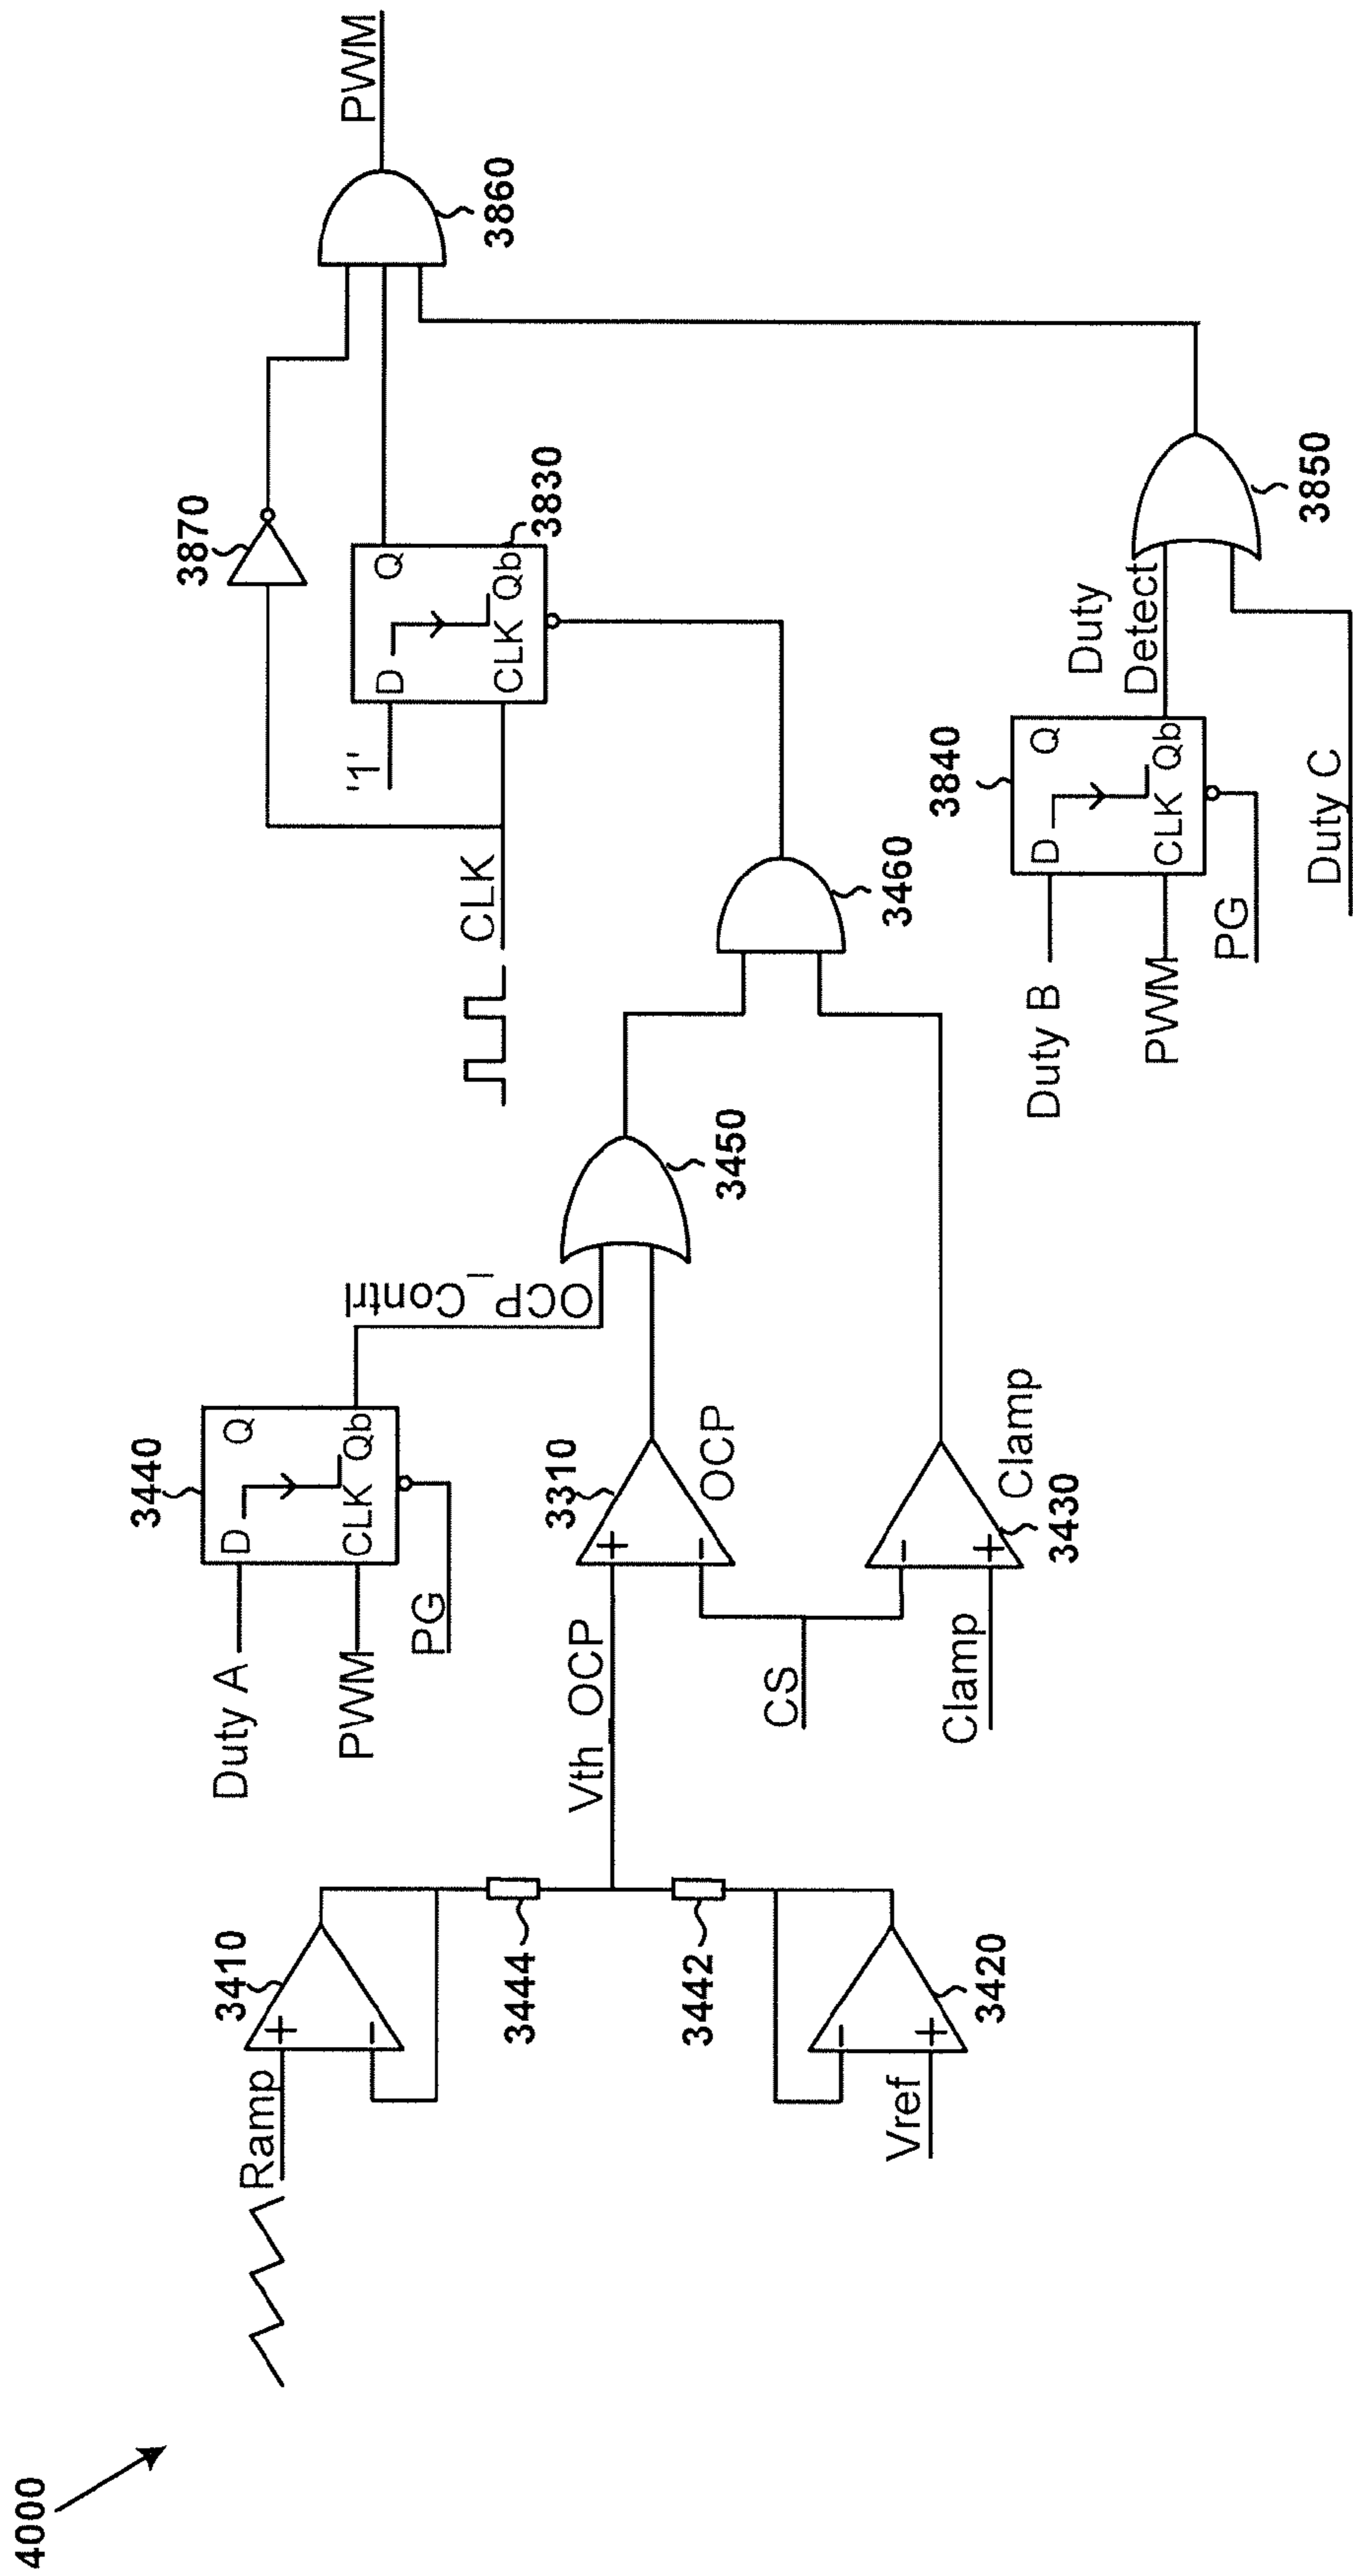 4000
Ramp
3410
3444
3442
3420
Vref
Vth_OCP
Duty A
PWM
PG
3440
D
Q
CLK
Qb
OCP_Contrl
3310
OCP
CS
Clamp
Clamp
3430
+
-
+
-
+
-
-
+
3450
3460
CLK
'1'
D
Q
CLK
Qb
3830
3870
Duty B
PWM
PG
3840
D
Q
CLK
Qb
Duty
Detect
Duty C
3850
3860
PWM